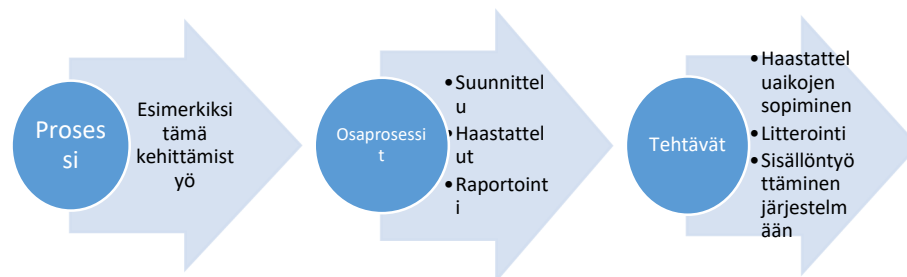 Proses
si
Esimerkiksi
tämä
kehittämist
yö
Osaprosessi
t
•Suunnittel
u
•Haastattel
ut
•Raportoint
i
Tehtävät
•Haastattel
uaikojen
sopiminen
•Litterointi
•Sisällöntyö
ttäminen
järjestelm
ään